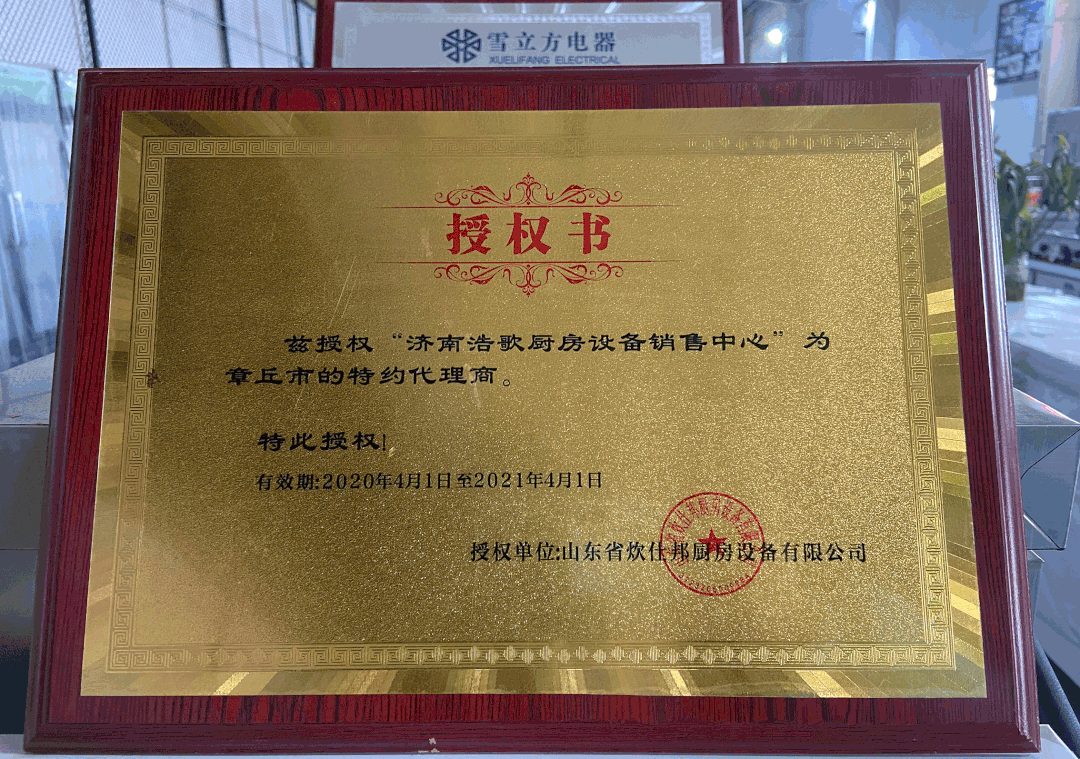 雪立方电器
XUELIFANG ELECTRICAL
授权书
兹授权“济南浩歌厨房设备销售中心”为
章丘市的特约代理商。
特此授权!
有效期:2020年4月1日至2021年4月1日
授权单位:山东省炊仕邦厨房设备有限公司